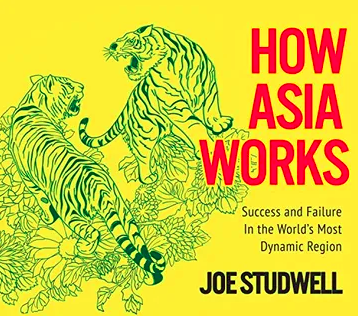 HOW
ASIA
WORKS
Success and Failure
In the World's Most
Dynamic Region
JOE STUDWELL